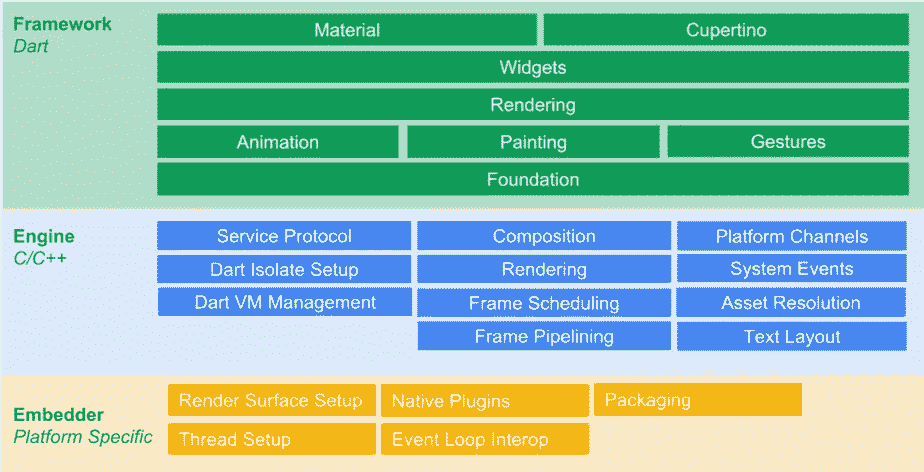 Framework
Dart
Material
Cupertino
Widgets
Rendering
Animation
Painting
Gestures
Foundation
Engine
C/C++
Service Protocol
Composition
Platform Channels
Dart Isolate Setup
Rendering
System Events
Dart VM Management
Frame Scheduling
Asset Resolution
Frame Pipelining
Text Layout
Embedder
Platform Specific
Render Surface Setup
Native Plugins
Packaging
Thread Setup
Event Loop Interop